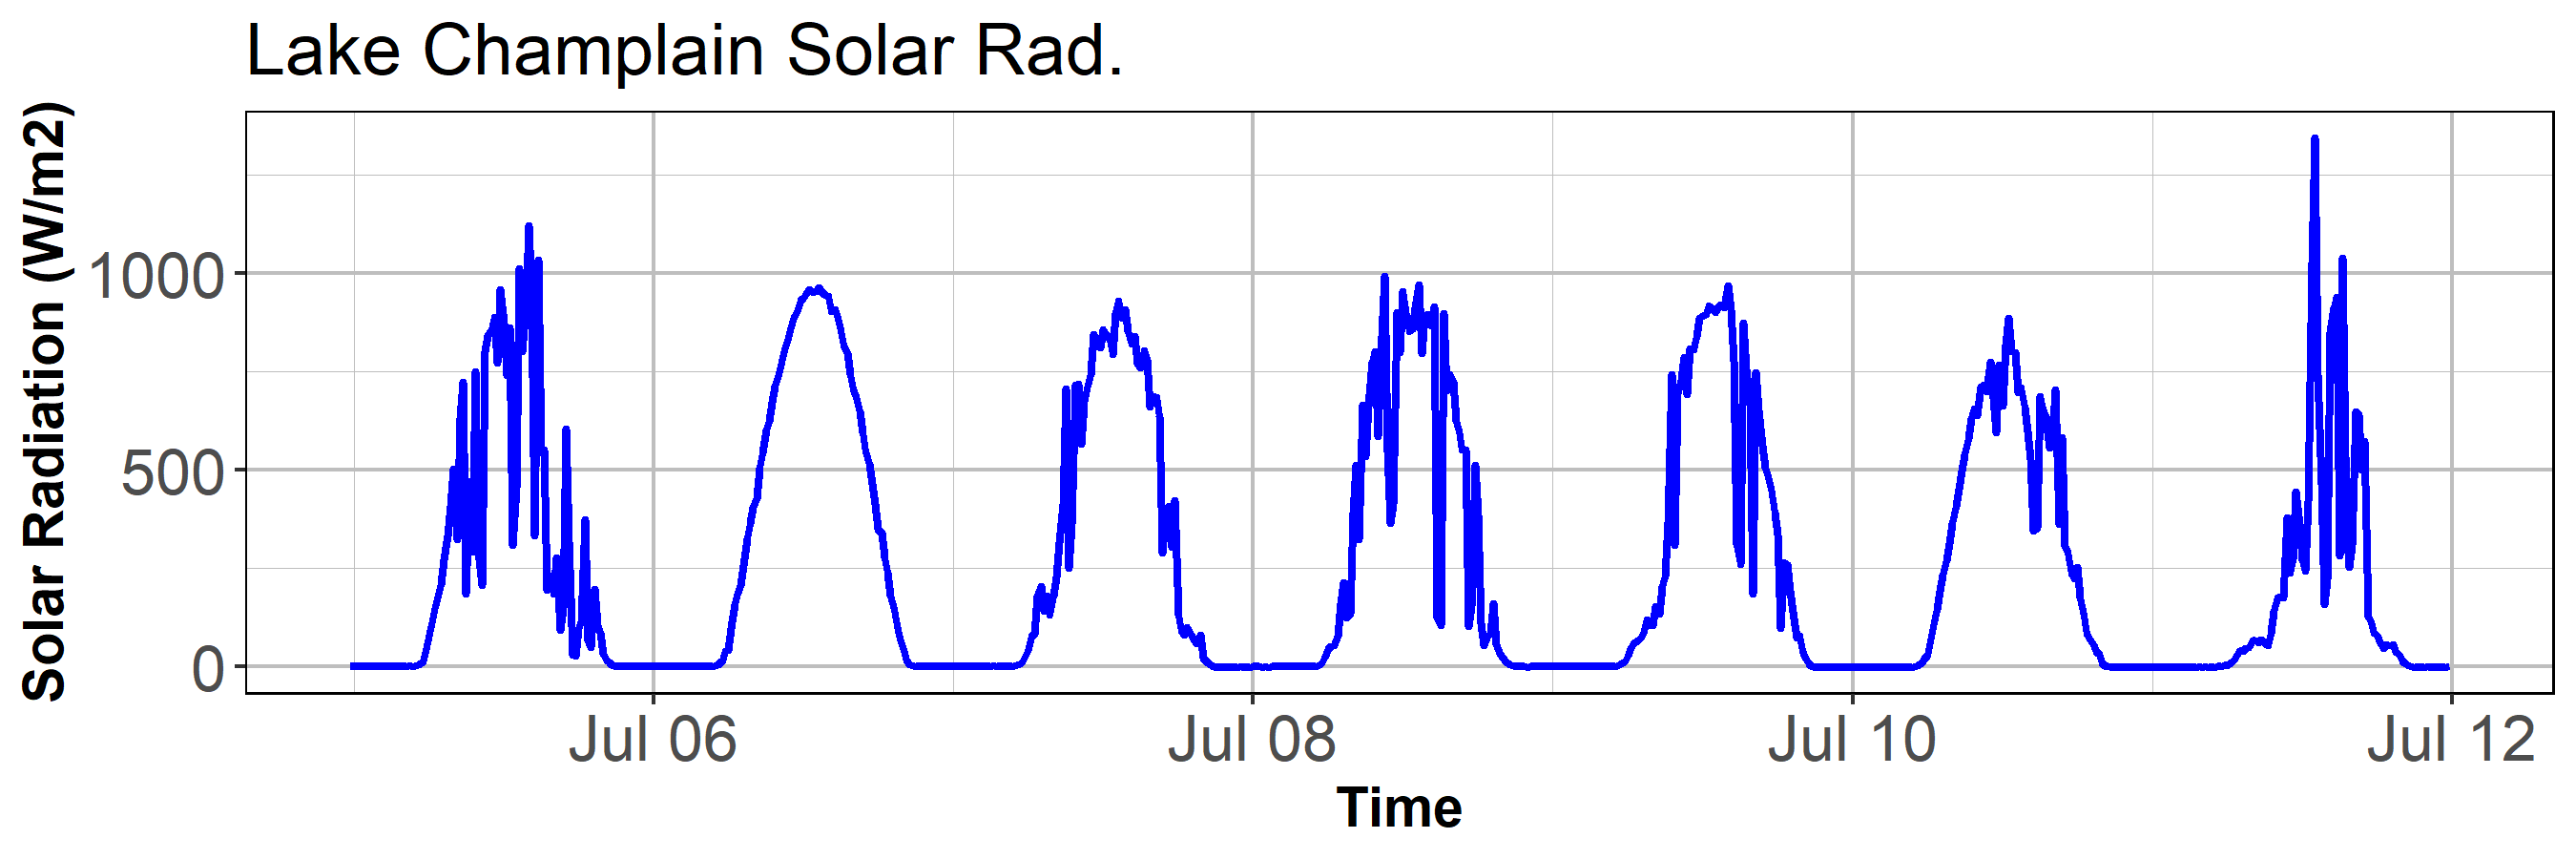 Lake Champlain Solar Rad.
Solar Radiation (W/m2)
1000
500
0
Jul 06
Jul 08
Jul 10
Jul 12
Time